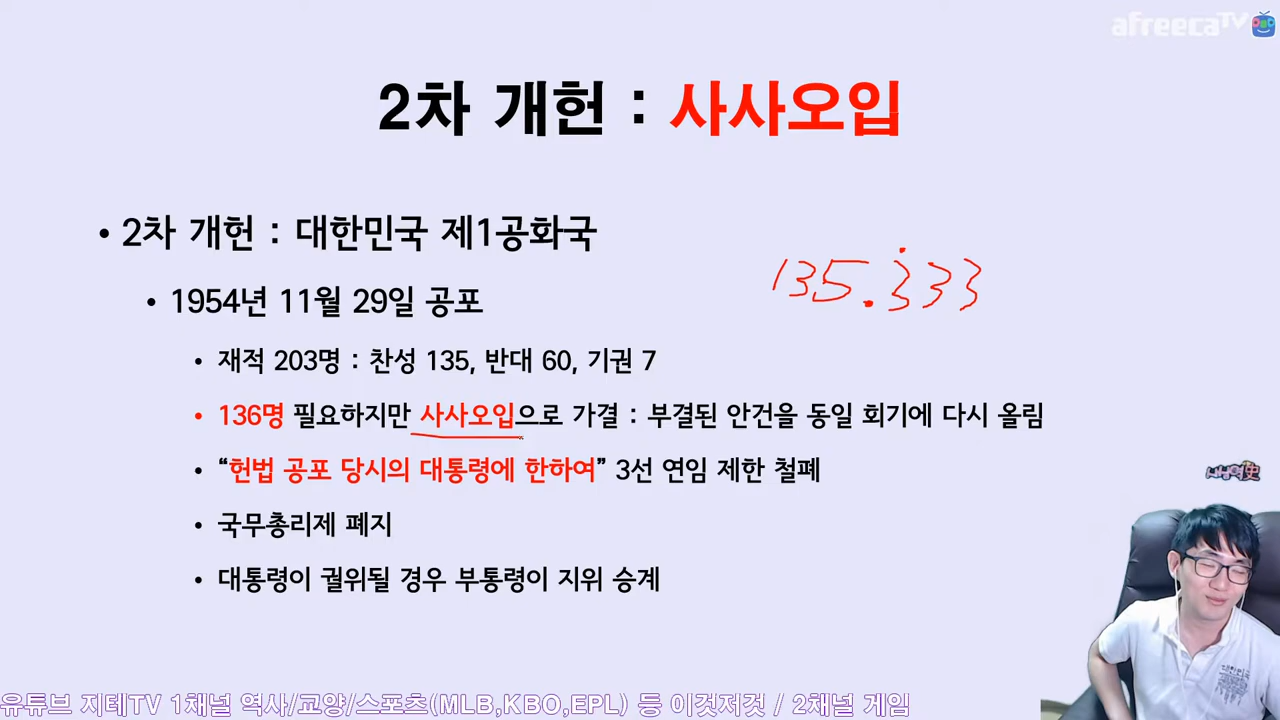 afreecaTV
2차 개헌 : 사사오입
• 2차 개헌 : 대한민국 제1공화국
135.333
• 1954년 11월 29일 공포
• 재적 203명 : 찬성 135, 반대 60, 기권 7
• 136명 필요하지만 사사오입으로 가결 : 부결된 안건을 동일 회기에 다시 올림
• “헌법 공포 당시의 대통령에 한하여” 3선 연임 제한 철폐
• 국무총리제 폐지
• 대통령이 궐위될 경우 부통령이 지위 승계
유튜브 지테TV 1채널 역사/교양/스포츠(MLB,KBO,EPL) 등 이것저것 / 2채널 게임